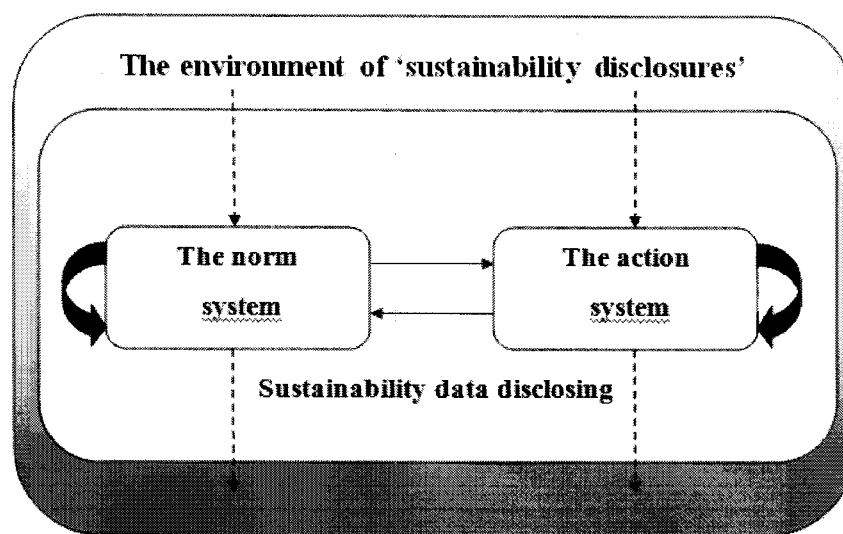 The environment of ‘sustainability disclosures’
The norm
system
The action
system
Sustainability data disclosing